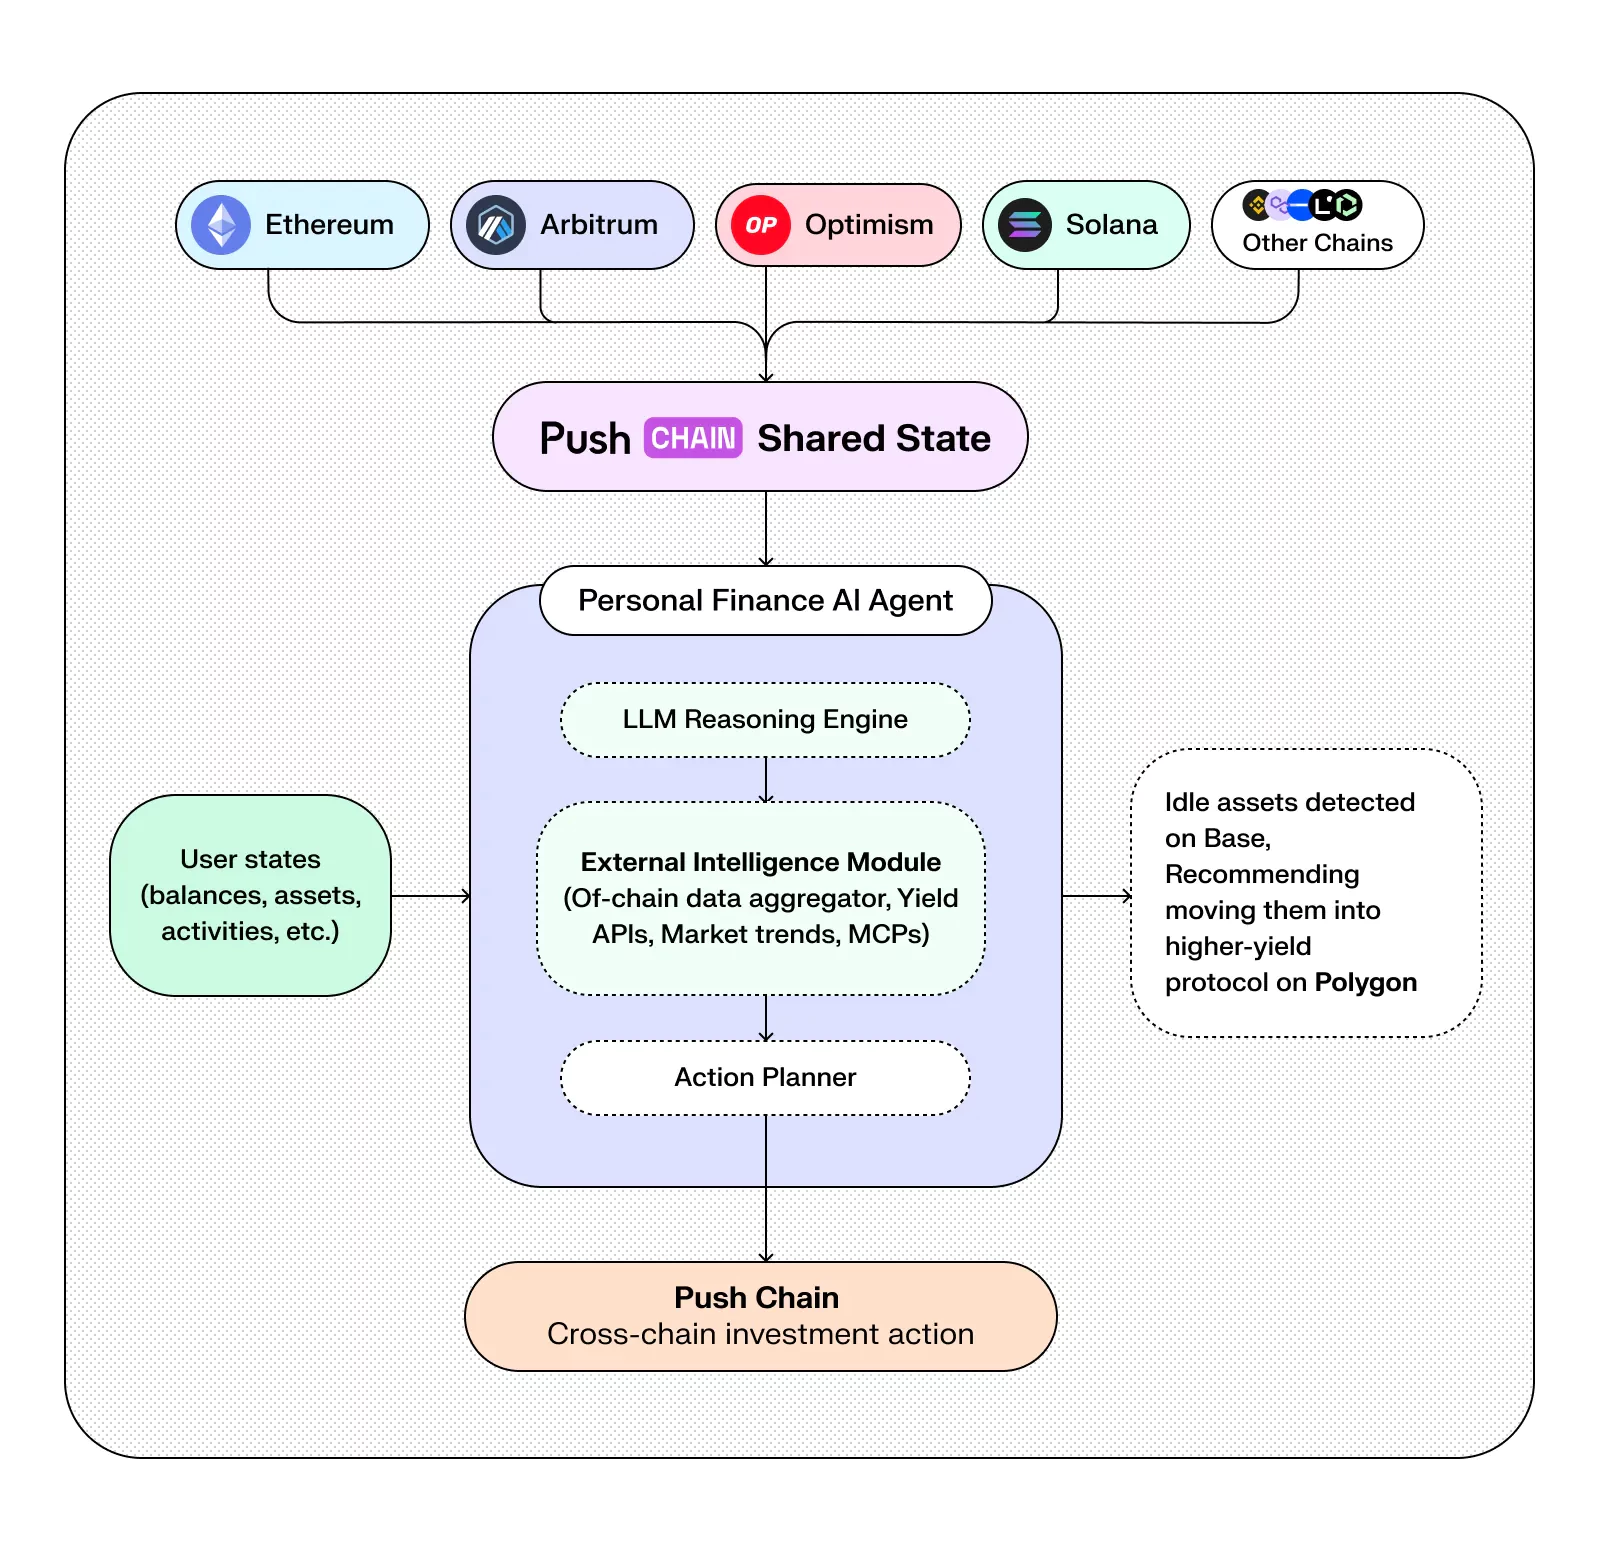 Ethereum
Arbitrum
OP Optimism
Solana
L
Other Chains
Push CHAIN Shared State
Personal Finance AI Agent
LLM Reasoning Engine
External Intelligence Module
(Of-chain data aggregator, Yield
APIs, Market trends, MCPs)
Action Planner
User states
(balances, assets,
activities, etc.)
Idle assets detected
on Base,
Recommending
moving them into
higher-yield
protocol on Polygon
Push Chain
Cross-chain investment action